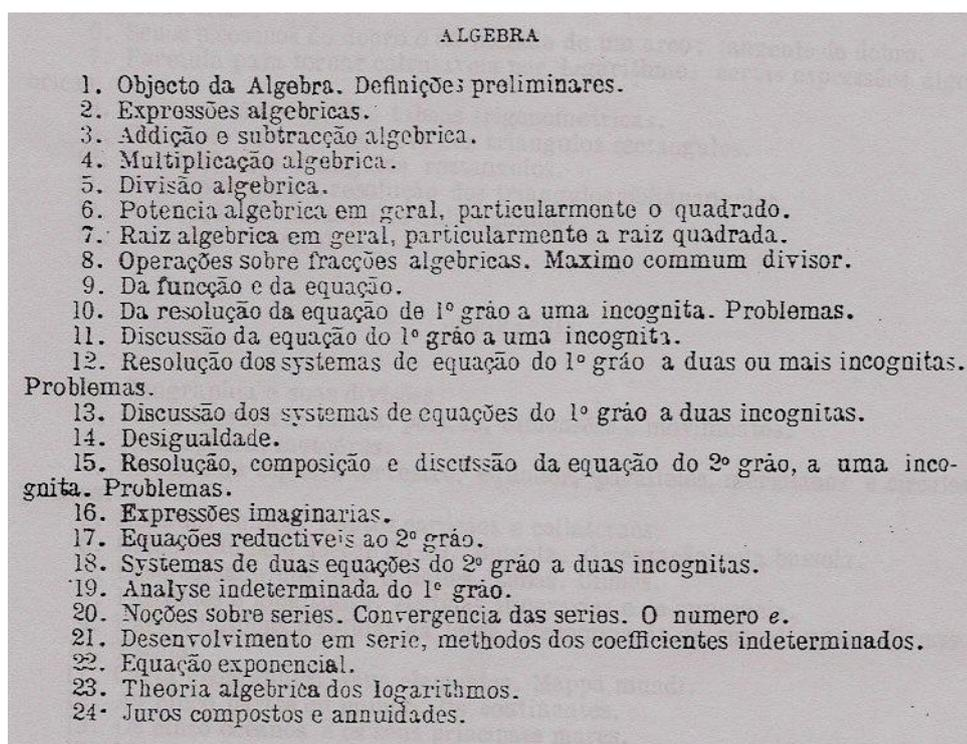 ALGEBRA
1. Objecto da Algebra. Definições preliminares.
2. Expressões algebricas.
3. Addição e subtracção algebrica.
4. Multiplicação algebrica.
5. Divisão algebrica.
6. Potencia algebrica em geral, particularmente o quadrado.
7. Raiz algebrica em geral, particularmente a raiz quadrada.
8. Operações sobre fracções algebricas. Maximo commum divisor.
9. Da funcção e da equação.
10. Da resolução da equação de 1º gráo a uma incognita. Problemas.
11. Discussão da equação do 1º gráo a uma incognita.
12. Resolução dos systemas de equação do 1º gráo a duas ou mais incognitas.
Problemas.
13. Discussão dos systemas de equações do 1º gráo a duas incognitas.
14. Desigualdade.
15. Resolução, composição e discussão da equação do 2º gráo, a uma inco-
gnita. Problemas.
16. Expressões imaginarias.
17. Equações reductiveis ao 2º gráo.
18. Systemas de duas equações do 2º gráo a duas incognitas.
19. Analyse indeterminada do 1º gráo.
20. Noções sobre series. Convergencia das series. O numero e.
21. Desenvolvimento em serie, methodos dos coefficientes indeterminados.
22. Equação exponencial.
23. Theoria algebrica dos logarithmos.
24. Juros compostos e annuidades.